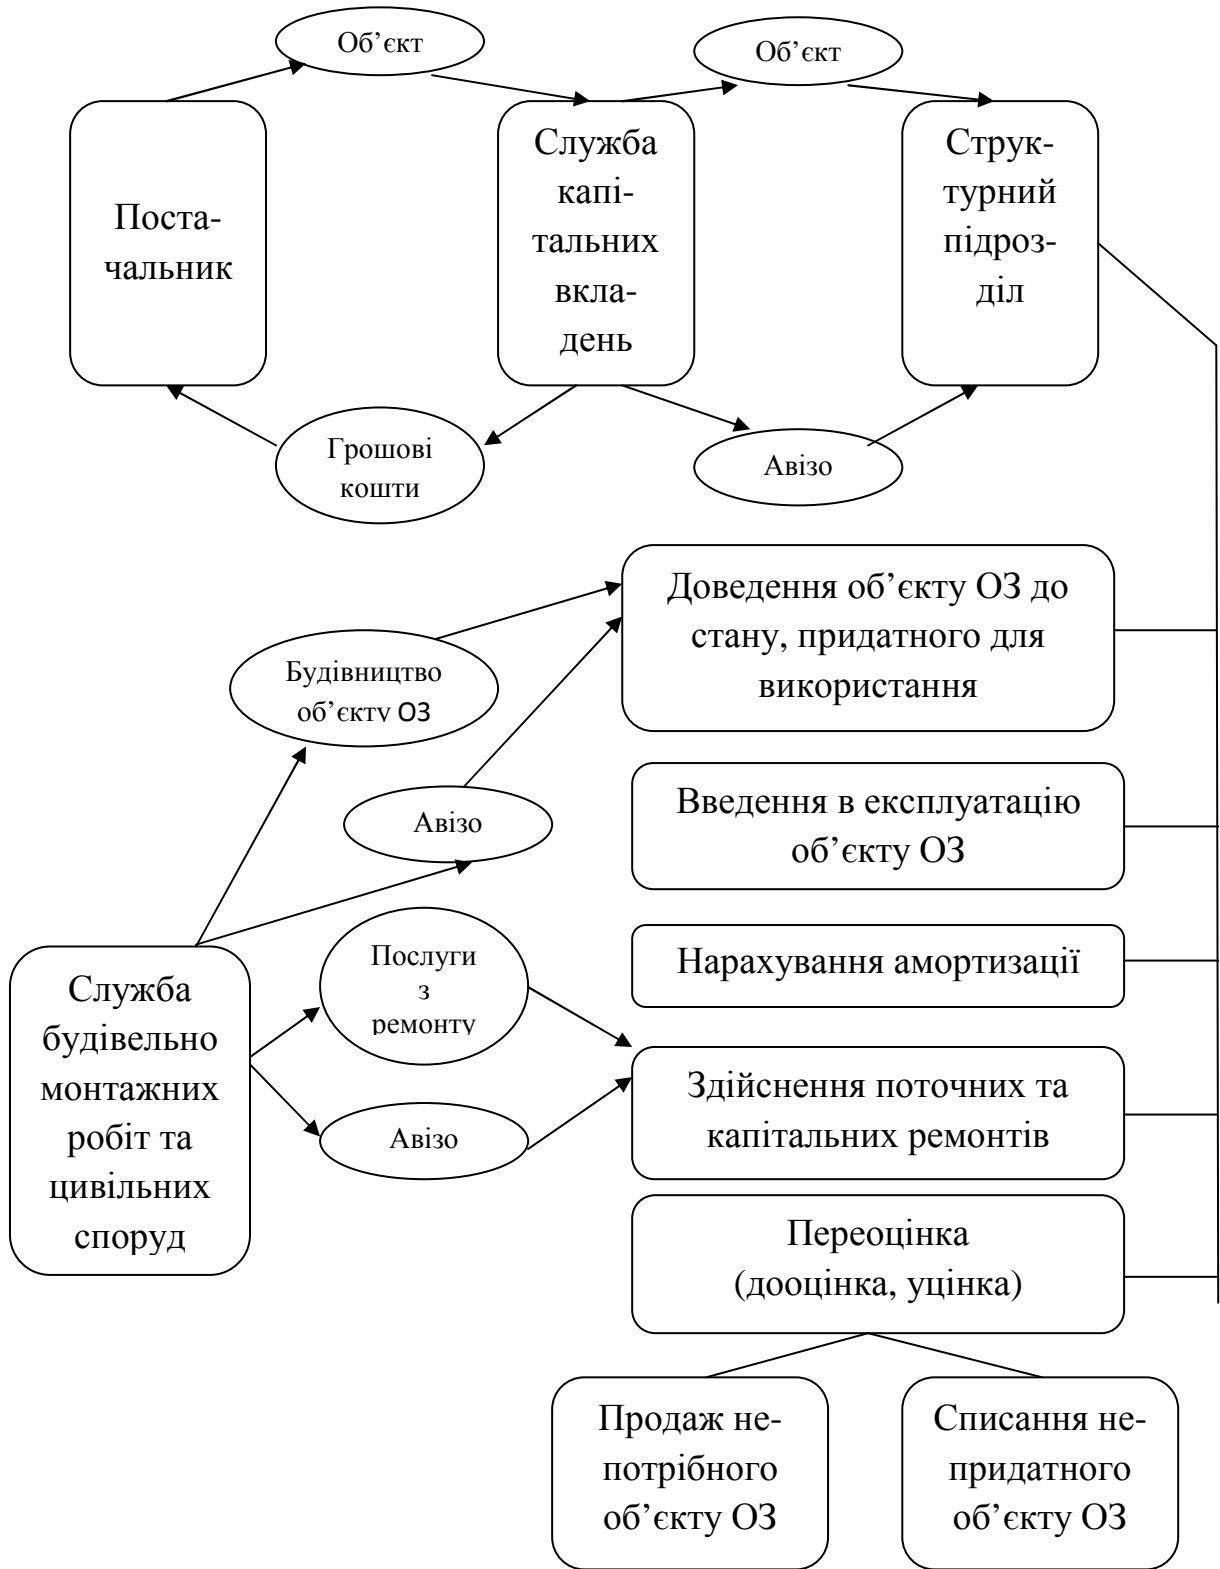 Об’єкт
Об’єкт
Поста-
чальник
Служба
капі-
тальних
вкла-
день
Струк-
турний
підроз-
діл
Грошові
кошти
Авізо
Доведення об’єкту ОЗ до
стану, придатного для
використання
Будівництво
об’єкту ОЗ
Авізо
Введення в експлуатацію
об’єкту ОЗ
Нарахування амортизації
Послуги
з
ремонту
Служба
будівельно
монтажних
робіт та
цивільних
споруд
Авізо
Здійснення поточних та
капітальних ремонтів
Переоцінка
(дооцінка, уцінка)
Продаж не-
потрібного
об’єкту ОЗ
Списання не-
придатного
об’єкту ОЗ